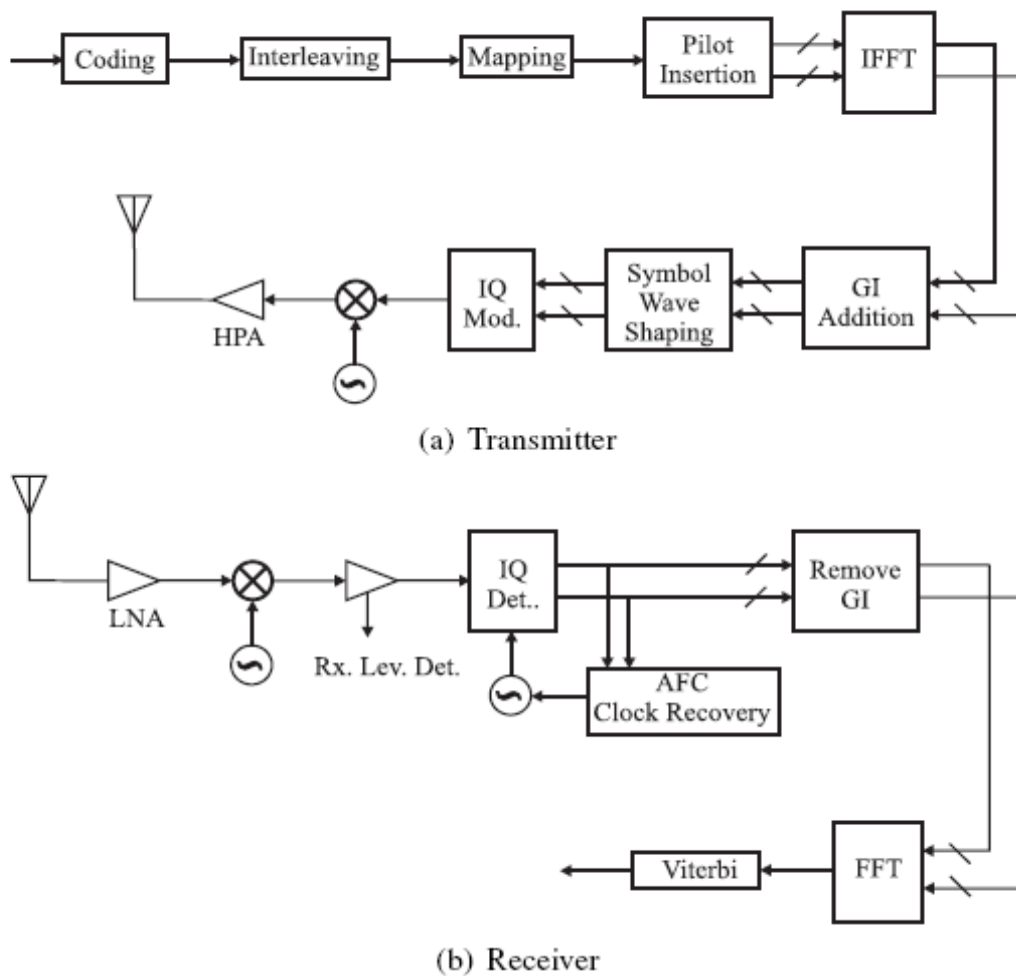 Coding
Interleaving
Mapping
Pilot
Insertion
IFFT
HPA
IQ
Mod.
Symbol
Wave
Shaping
GI
Addition
(a) Transmitter
LNA
Rx. Lev. Det.
IQ
Det..
AFC
Clock Recovery
Remove
GI
Viterbi
FFT
(b) Receiver